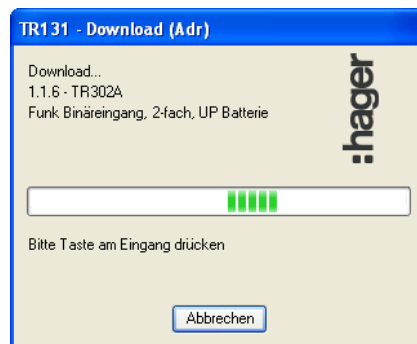 TR131 - Download (Adr)
Download...
1.1.6 - TR302A
Funk Binäreingang, 2-fach, UP Batterie
:hager
Bitte Taste am Eingang drücken
Abbrechen